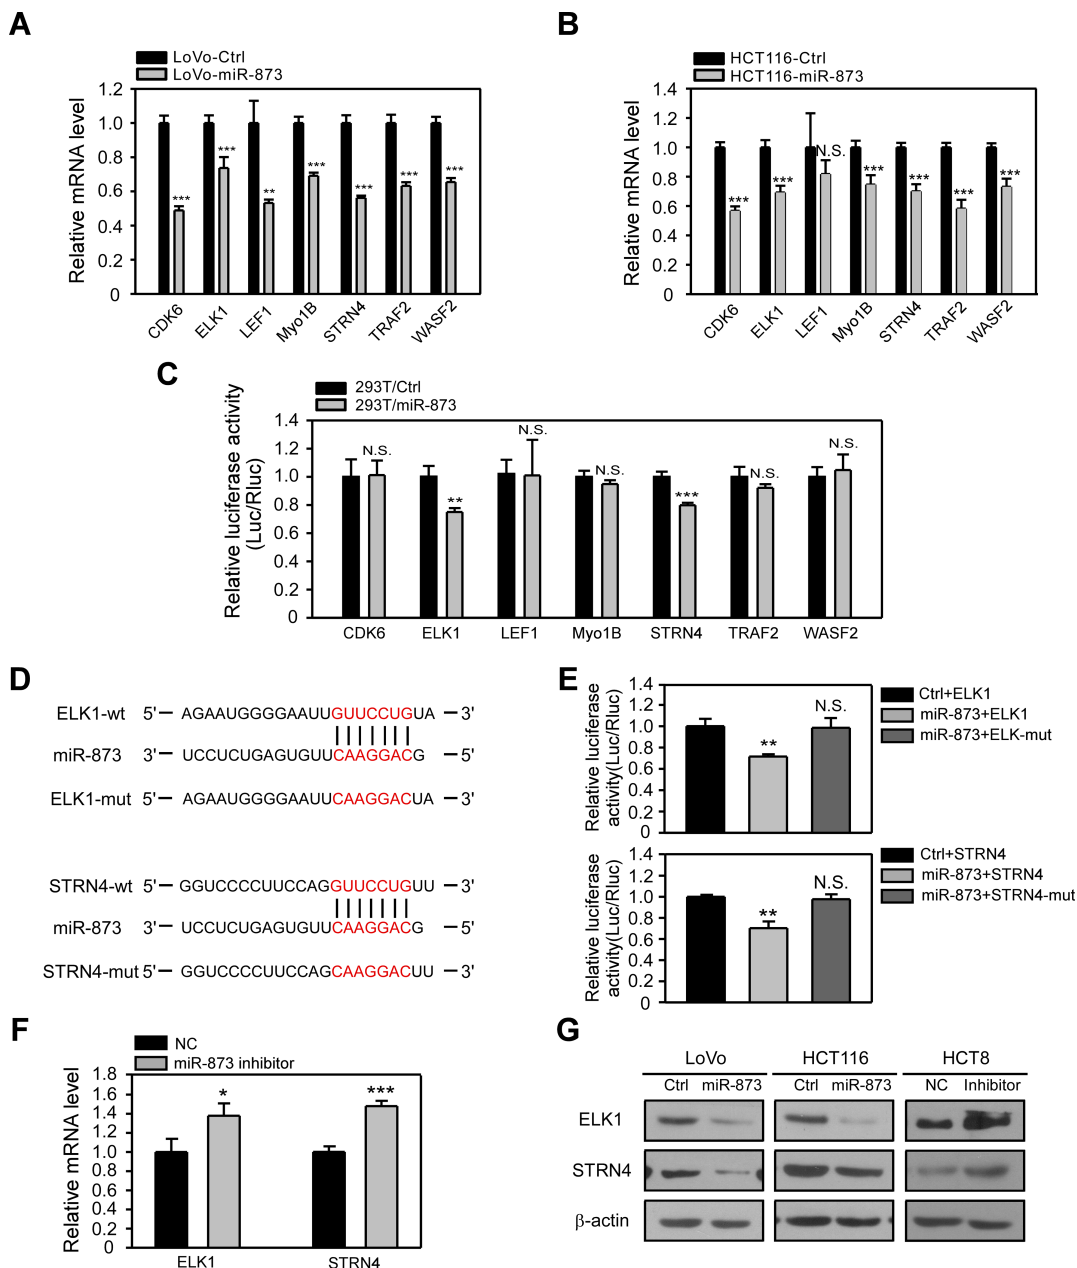 A
LoVo-Ctrl
LoVo-miR-873
Relative mRNA level
1.2
1.0
0.8
0.6
0.4
0.2
0
***
***
**
***
***
***
***
CDK6 ELK1 LEF1 Myo1B STRN4 TRAF2 WASF2
B
HCT116-Ctrl
HCT116-miR-873
Relative mRNA level
1.4
1.2
1.0
0.8
0.6
0.4
0.2
0
***
***
N.S.
***
***
***
***
CDK6 ELK1 LEF1 Myo1B STRN4 TRAF2 WASF2
C
293T/Ctrl
293T/miR-873
Relative luciferase activity
(Luc/Rluc)
1.4
1.2
1.0
0.8
0.6
0.4
0.2
0
N.S.
**
N.S.
N.S.
***
N.S.
N.S.
CDK6 ELK1 LEF1 Myo1B STRN4 TRAF2 WASF2
D
ELK1-wt 5'— AGAAUGGGGAAUUGUUCCUGUA —3'
miR-873 3'— UCCUCUGAGUGUUCAAGGACG —5'
ELK1-mut 5'— AGAAUGGGGAAUUCAAGGACUA —3'
STRN4-wt 5'— GGUCCCCUUCCAGGUUCCUGUU —3'
miR-873 3'— UCCUCUGAGUGUUCAAGGACG —5'
STRN4-mut 5'— GGUCCCCUUCCAGCAAGGACUU —3'
E
Relative luciferase
activity(Luc/Rluc)
1.4
1.2
1.0
0.8
0.6
0.4
0.2
0
**
N.S.
Ctrl+ELK1
miR-873+ELK1
miR-873+ELK-mut
Relative luciferase
activity(Luc/Rluc)
1.4
1.2
1.0
0.8
0.6
0.4
0.2
0
**
N.S.
Ctrl+STRN4
miR-873+STRN4
miR-873+STRN4-mut
F
NC
miR-873 inhibitor
Relative mRNA level
1.8
1.6
1.4
1.2
1.0
0.8
0.6
0.4
0.2
0
*
***
ELK1 STRN4
G
LoVo HCT116 HCT8
Ctrl miR-873 Ctrl miR-873 NC Inhibitor
ELK1
STRN4
β-actin